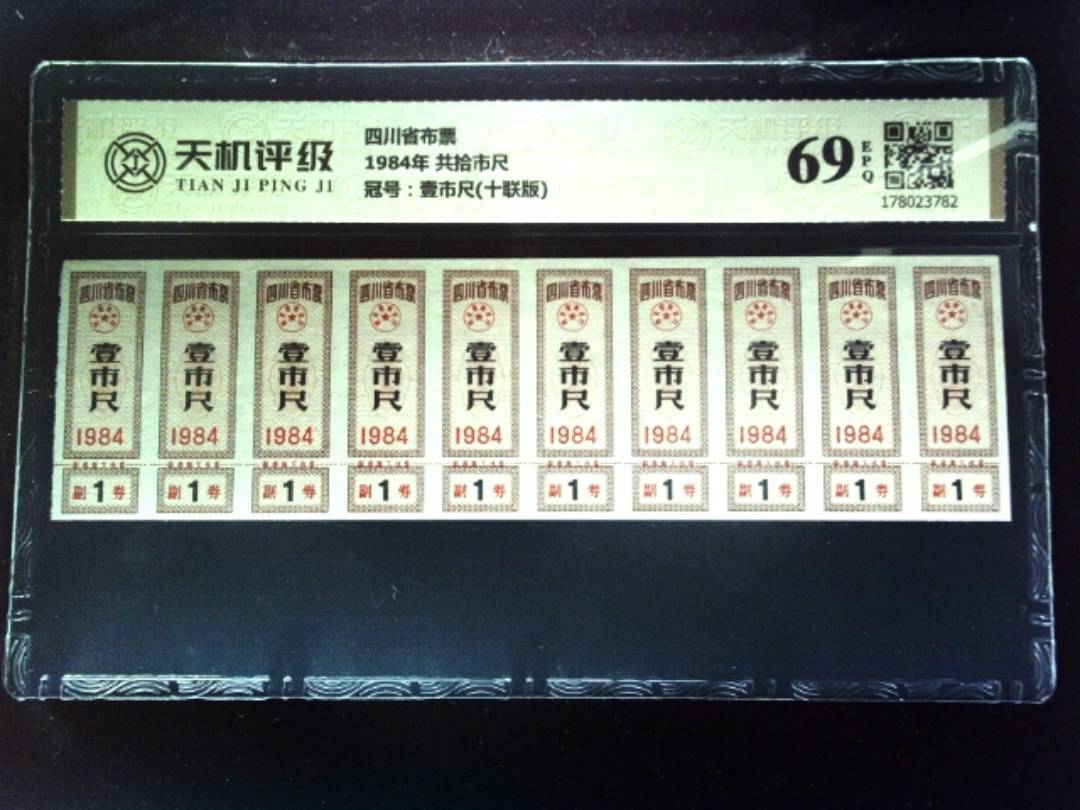 天机评级
TIAN JI PING JI
四川省布票
1984年 共拾市尺
冠号：壹市尺(十联版)
69
EPQ
178023782
四川省布票 四川省布票 四川省布票 四川省布票 四川省布票 四川省布票 四川省布票 四川省布票 四川省布票 四川省布票
壹市尺 壹市尺 壹市尺 壹市尺 壹市尺 壹市尺 壹市尺 壹市尺 壹市尺 壹市尺
1984 1984 1984 1984 1984 1984 1984 1984 1984 1984
副1券 副1券 副1券 副1券 副1券 副1券 副1券 副1券 副1券 副1券